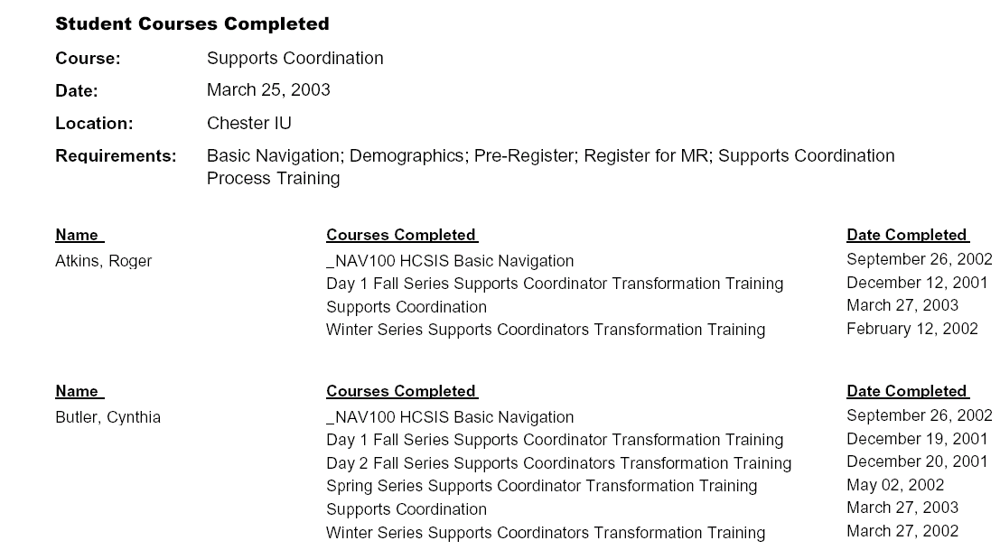 Student Courses Completed
Course: Supports Coordination
Date: March 25, 2003
Location: Chester IU
Requirements: Basic Navigation; Demographics; Pre-Register; Register for MR; Supports Coordination
Process Training
Name Courses Completed Date Completed
Atkins, Roger _NAV100 HCSIS Basic Navigation September 26, 2002
Day 1 Fall Series Supports Coordinator Transformation Training December 12, 2001
Supports Coordination March 27, 2003
Winter Series Supports Coordinators Transformation Training February 12, 2002
Name Courses Completed Date Completed
Butler, Cynthia _NAV100 HCSIS Basic Navigation September 26, 2002
Day 1 Fall Series Supports Coordinator Transformation Training December 19, 2001
Day 2 Fall Series Supports Coordinators Transformation Training December 20, 2001
Spring Series Supports Coordinator Transformation Training May 02, 2002
Supports Coordination March 27, 2003
Winter Series Supports Coordinators Transformation Training March 27, 2002